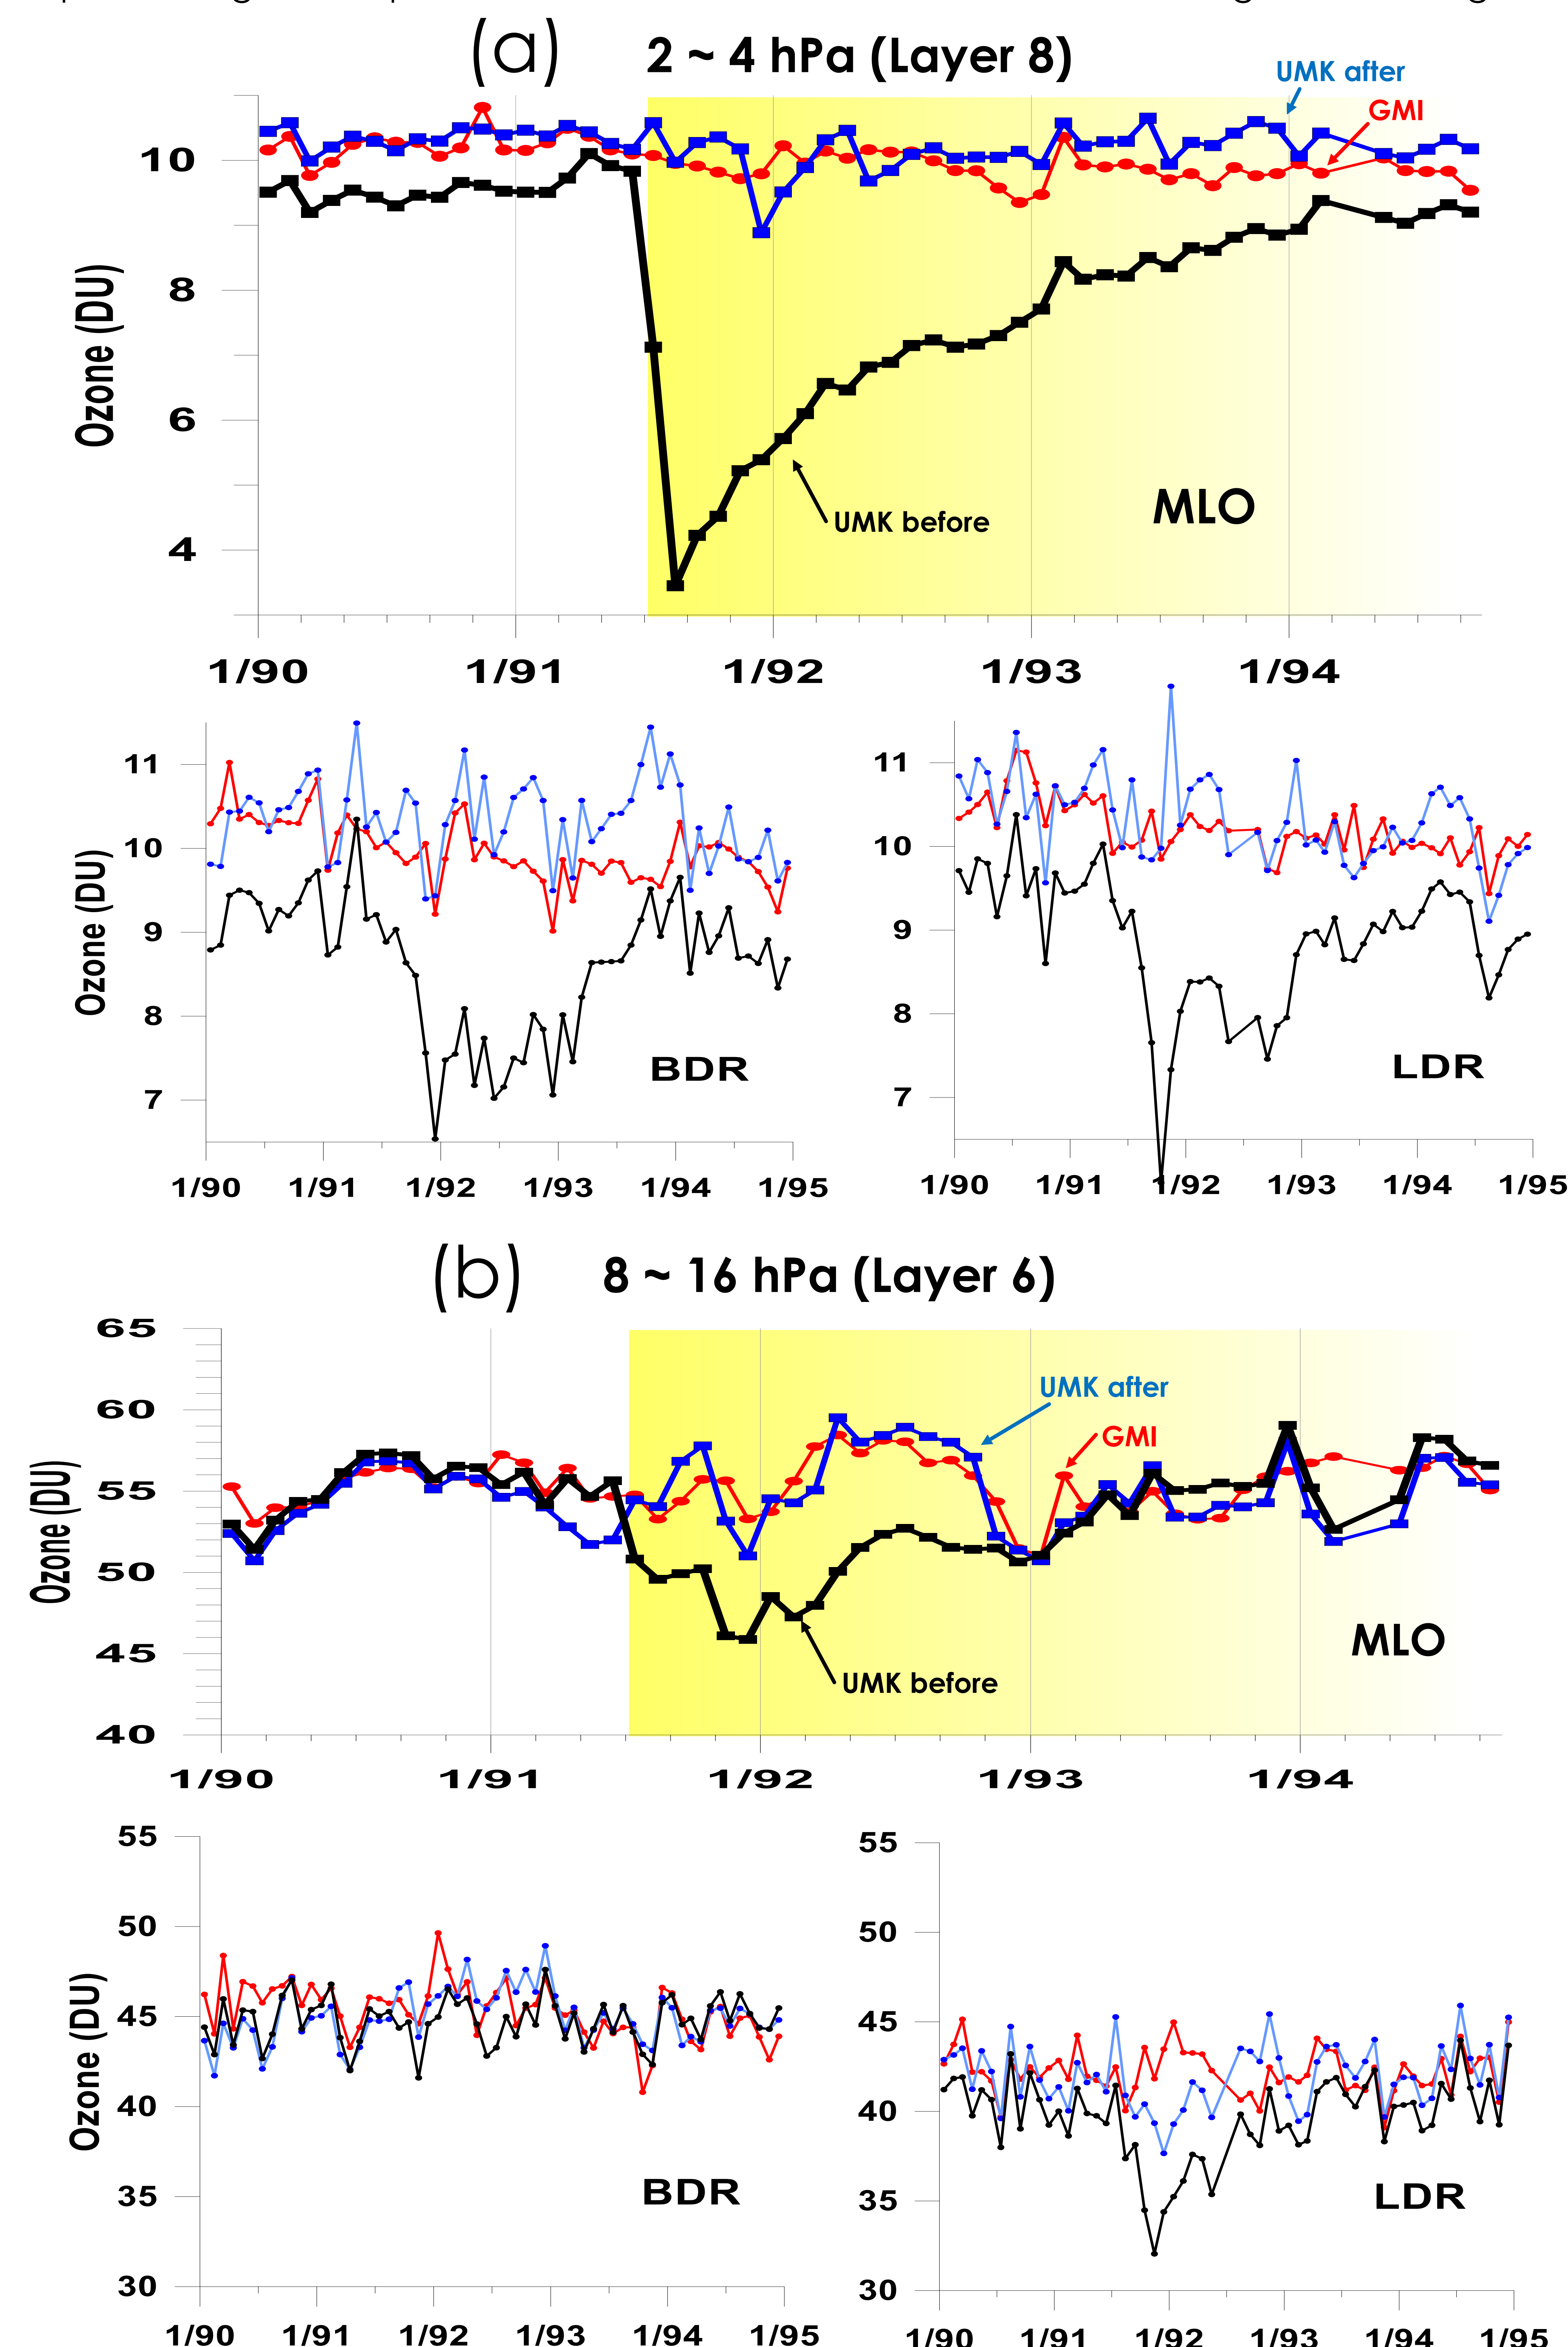 (a) 2 ~ 4 hPa (Layer 8)
UMK after
GMI
10
8
6
4
Ozone (DU)
UMK before
MLO
1/90 1/91 1/92 1/93 1/94
11
10
9
8
7
Ozone (DU)
BDR
1/90 1/91 1/92 1/93 1/94 1/95
11
10
9
8
7
LDR
1/90 1/91 1/92 1/93 1/94 1/95
(b) 8 ~ 16 hPa (Layer 6)
65
60
55
50
45
40
Ozone (DU)
UMK after
GMI
UMK before
MLO
1/90 1/91 1/92 1/93 1/94
55
50
45
40
35
30
Ozone (DU)
BDR
1/90 1/91 1/92 1/93 1/94 1/95
55
50
45
40
35
30
LDR
1/90 1/91 1/92 1/93 1/94 1/95